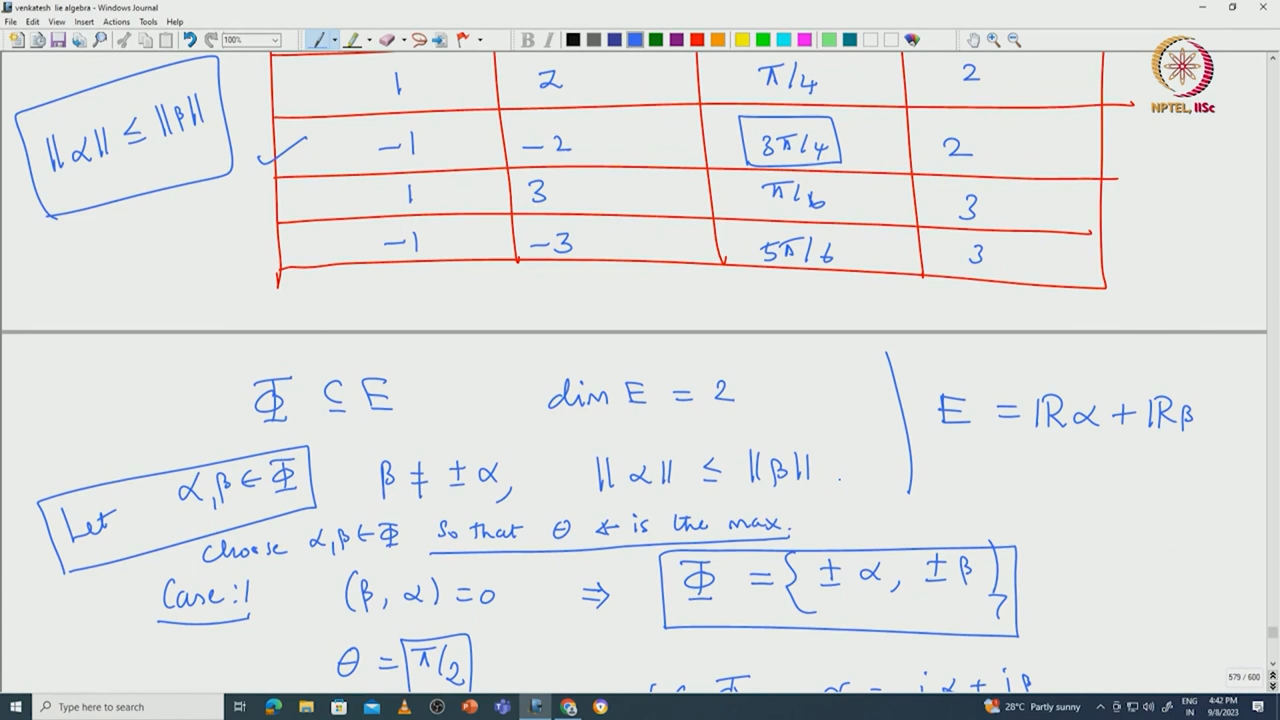 venkatesh lie algebra - Windows Journal
File Edit View Insert Actions Tools Help
100%
B I
NPTEL, IISc
‖α‖ ≤ ‖β‖
1 2 π/4 2
-1 -2 3π/4 2
1 3 π/6 3
-1 -3 5π/6 3
Φ ⊆ E dim E = 2 E = ℝα + ℝβ
Let α, β ∈ Φ β ≠ ± α, ‖α‖ ≤ ‖β‖ .
choose α, β ∈ Φ so that θ is the max.
Case:1 (β, α) = 0 ⇒ Φ = { ± α, ± β }
θ = π/2
579 / 600
Type here to search
28°C Partly sunny
ENG
IN
4:42 PM
9/8/2023